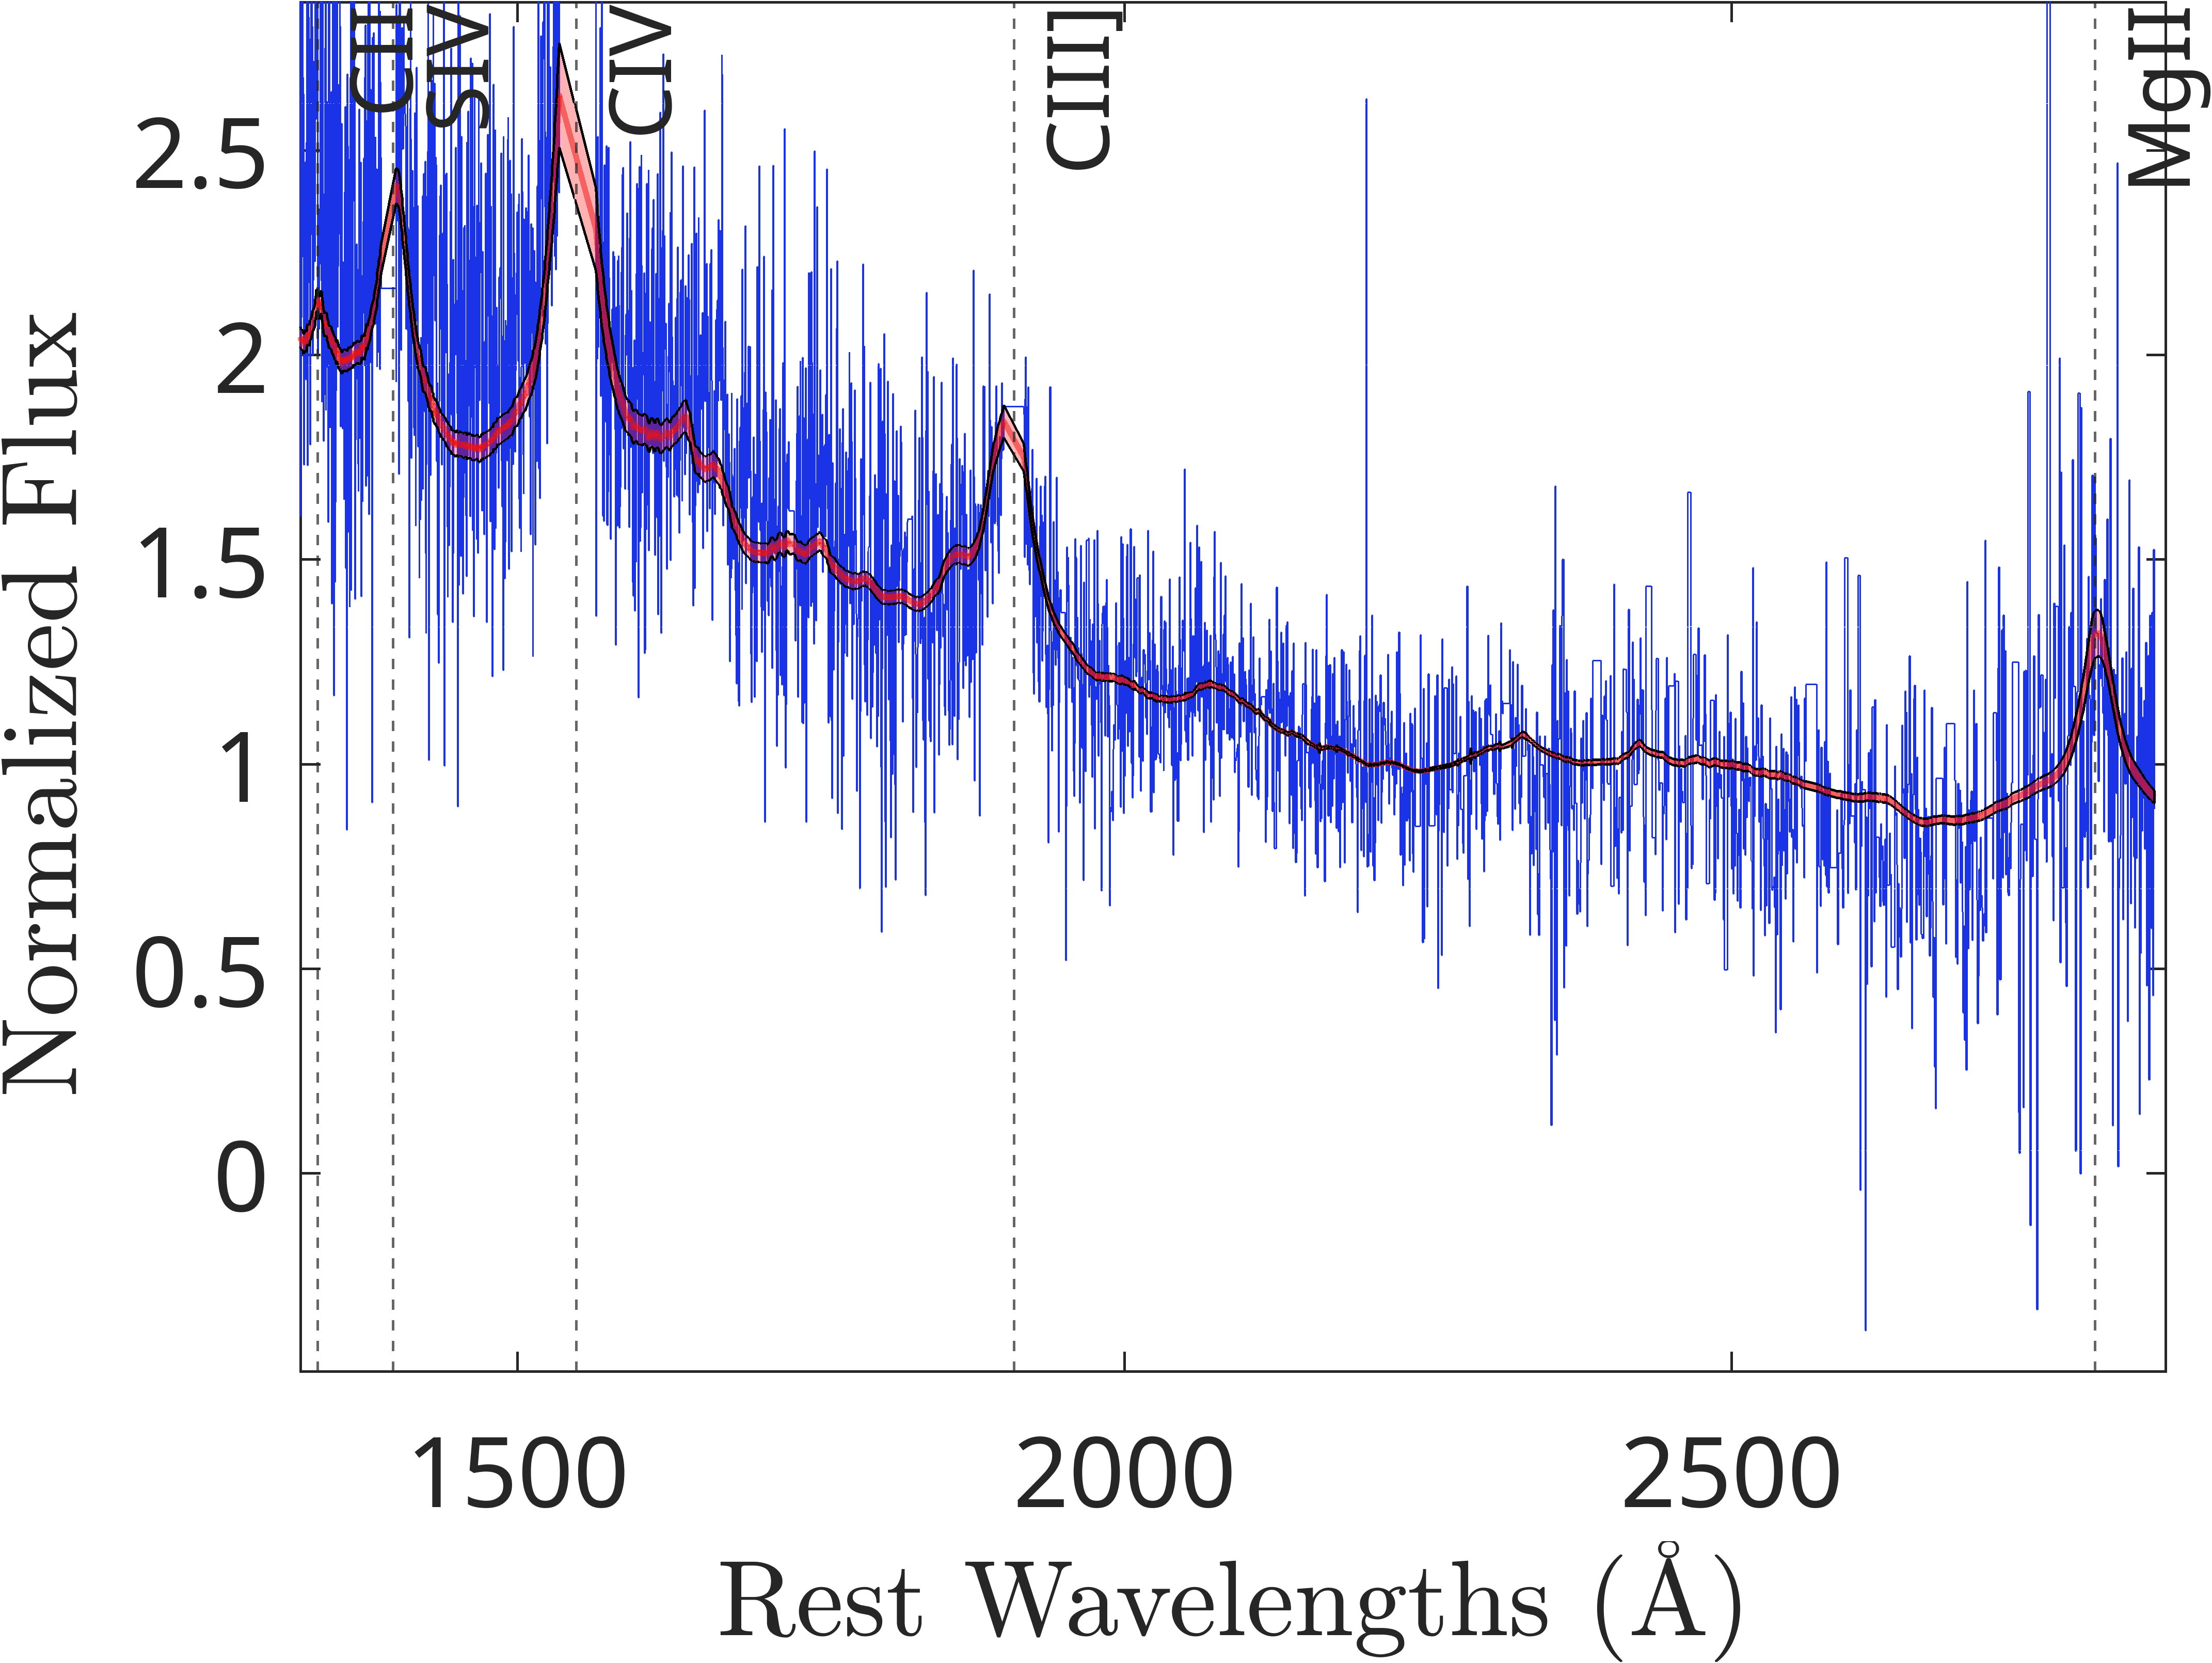 CII
SIV
CIV
CIII]
MgII
Normalized Flux
2.5
2
1.5
1
0.5
0
1500
2000
2500
Rest Wavelengths (Å)